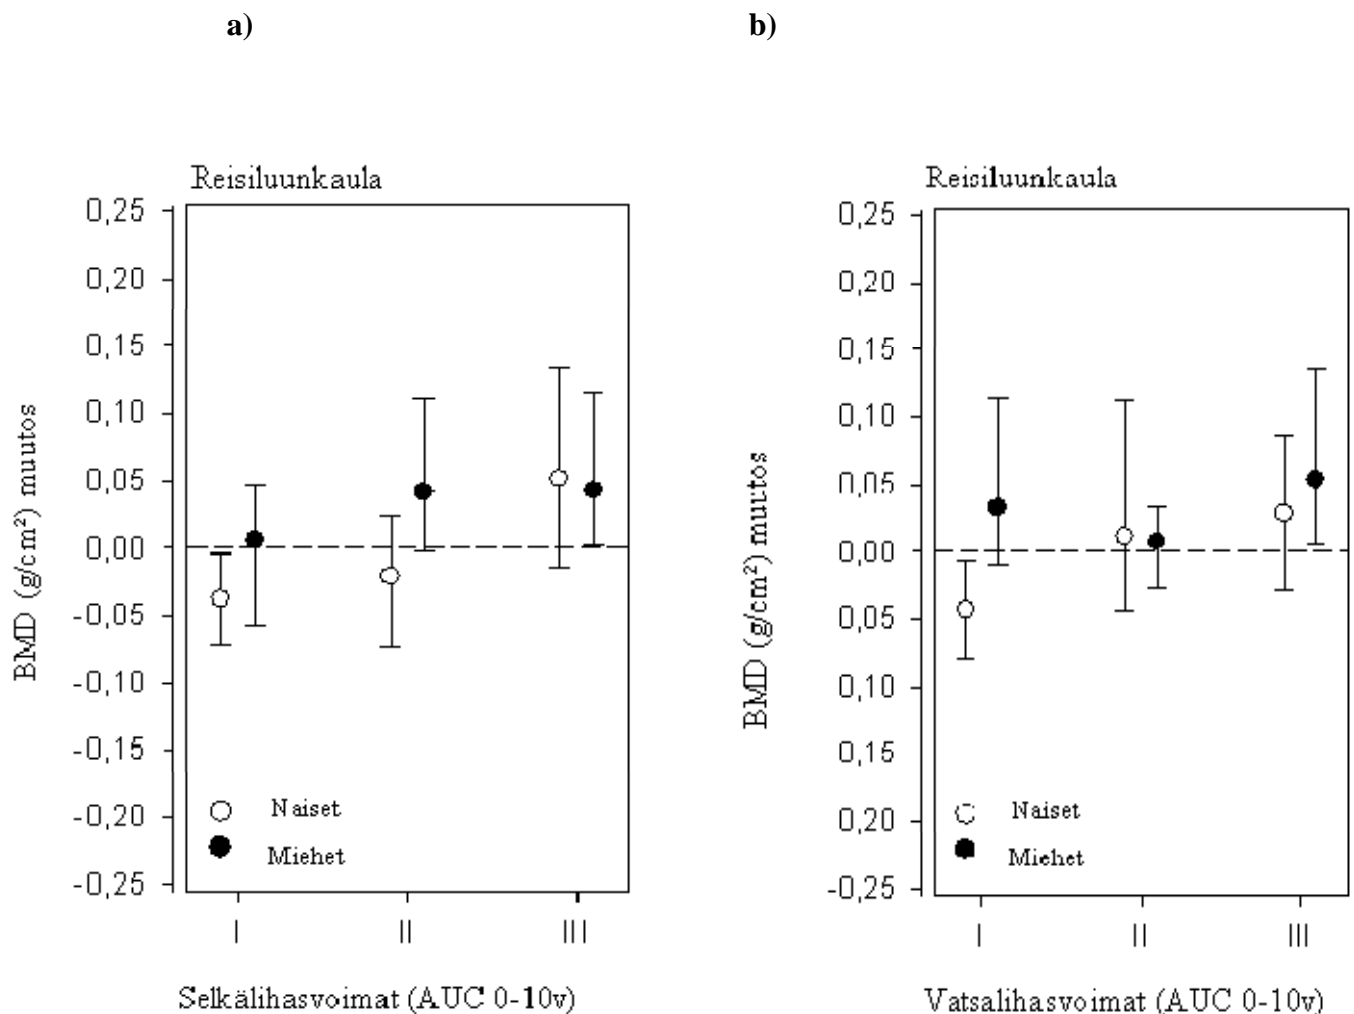 a)
Reisiluunkaula
0,25
0,20
0,15
0,10
0,05
0,00
-0,05
-0,10
-0,15
-0,20
-0,25
BMD (g/cm²) muutos
Naiset
Miehet
I II III
Selkälihasvoimat (AUC 0-10v)
b)
Reisiluunkaula
0,25
0,20
0,15
0,10
0,05
0,00
0,05
0,10
0,15
0,20
-0,25
BMD (g/cm²) muutos
Naiset
Miehet
I II III
Vatsalihasvoimat (AUC 0-10v)